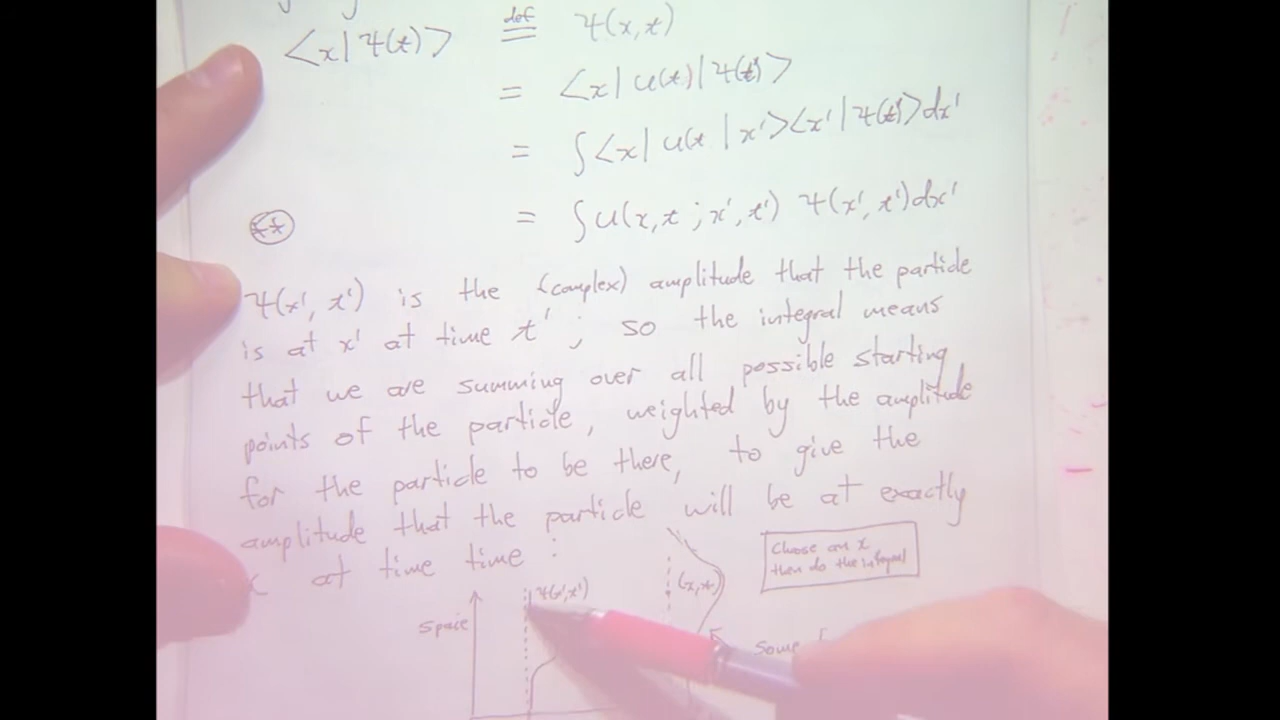 ⟨x|Ψ(t)⟩ ≝ Ψ(x,t)
= ⟨x|U(t)|Ψ(t')⟩
= ∫⟨x|U(t|x'⟩⟨x'|Ψ(t')⟩dx'
= ∫U(x,t;x',t') Ψ(x',t')dx'
**
Ψ(x',t') is the (complex) amplitude that the particle
is at x' at time t'; so the integral means
that we are summing over all possible starting
points of the particle, weighted by the amplitude
for the particle to be there, to give the
amplitude that the particle will be at exactly
x at time time:
Choose an x
then do the integral
Ψ(x',t')
(x,t)
Space
Some